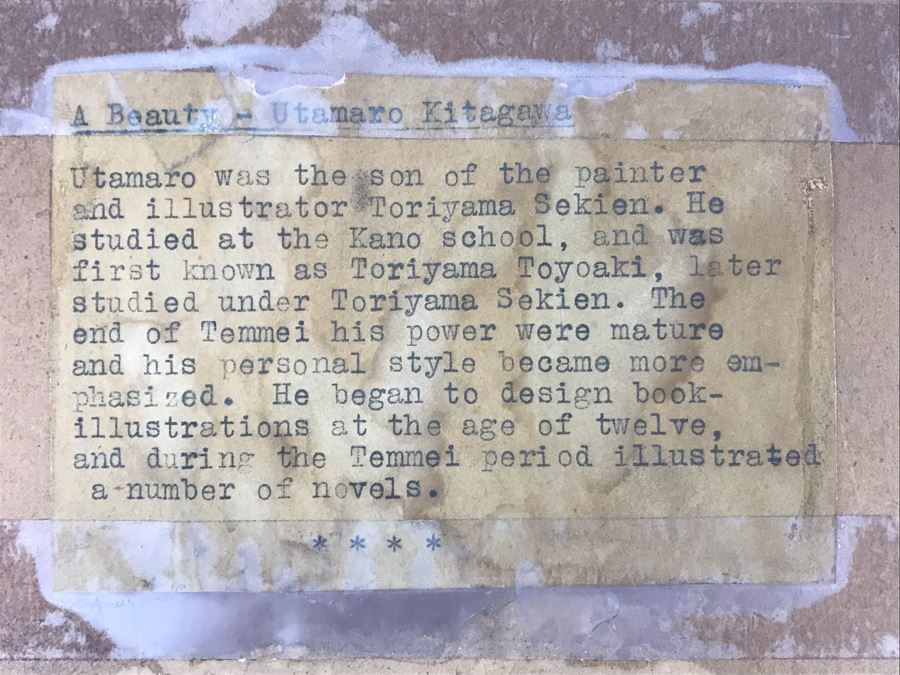 A Beauty - Utamaro Kitagawa
Utamaro was the son of the painter
and illustrator Toriyama Sekien. He
studied at the Kano school, and was
first known as Toriyama Toyoaki, later
studied under Toriyama Sekien. The
end of Temmei his power were mature
and his personal style became more em-
phasized. He began to design book-
illustrations at the age of twelve,
and during the Temmei period illustrated
a number of novels.
* * * *